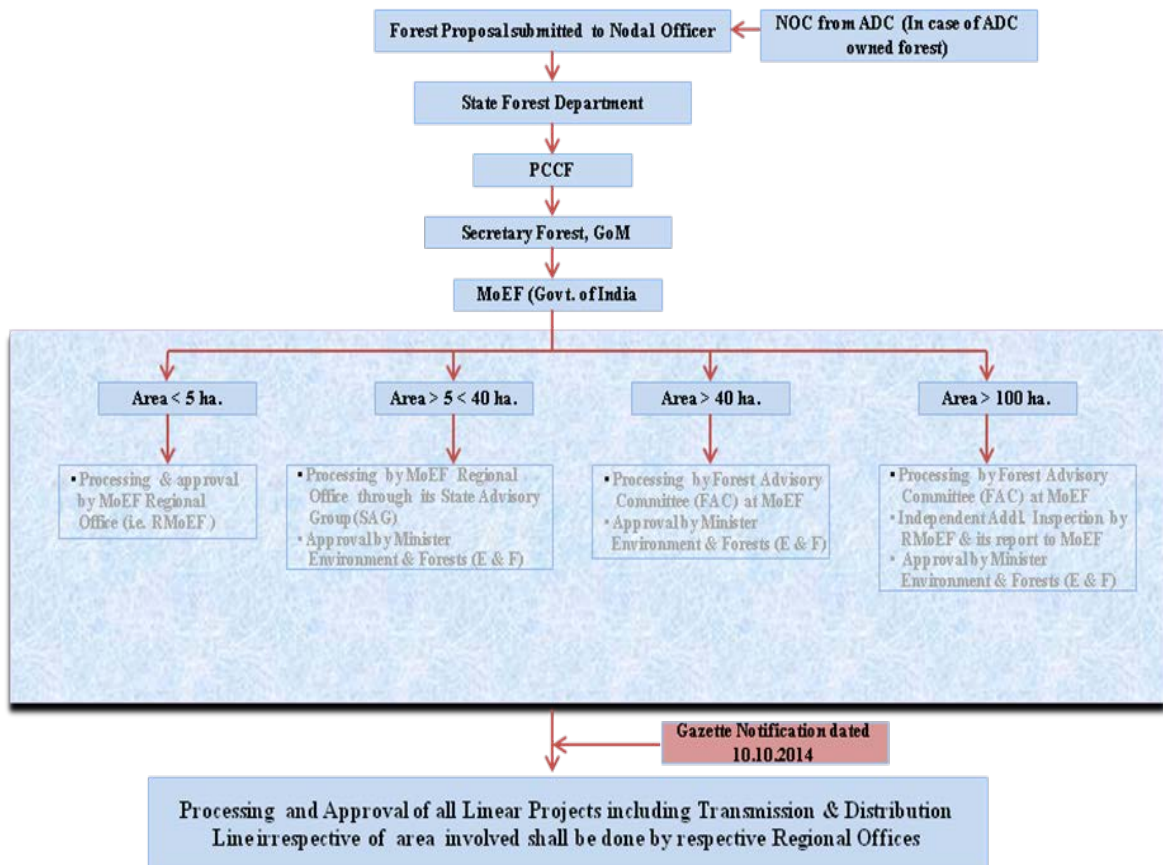 Forest Proposal submitted to Nodal Officer
NOC from ADC (In case of ADC
owned forest)
State Forest Department
PCCF
Secretary Forest, GoM
MoEF (Govt. of India
Area < 5 ha.
Area > 5 < 40 ha.
Area > 40 ha.
Area > 100 ha.
▪ Processing & approval
by MoEF Regional
Office (i.e. RMoEF )
▪ Processing by MoEF Regional
Office through its State Advisory
Group(SAG)
▪ Approval by Minister
Environment & Forests (E & F)
▪ Processing by Forest Advisory
Committee (FAC) at MoEF
▪ Approval by Minister
Environment & Forests (E & F)
▪ Processing by Forest Advisory
Committee (FAC) at MoEF
▪ Independent Addl. Inspection by
RMoEF & its report to MoEF
▪ Approval by Minister
Environment & Forests (E & F)
Gazette Notification dated
10.10.2014
Processing and Approval of all Linear Projects including Transmission & Distribution
Line irrespective of area involved shall be done by respective Regional Offices